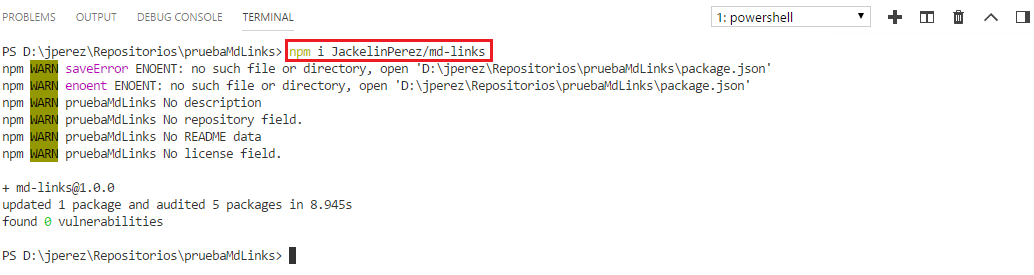 PROBLEMS OUTPUT DEBUG CONSOLE TERMINAL 1: powershell
PS D:\jperez\Repositorios\pruebaMdLinks> npm i JackelinPerez/md-links
npm WARN saveError ENOENT: no such file or directory, open 'D:\jperez\Repositorios\pruebaMdLinks\package.json'
npm WARN enoent ENOENT: no such file or directory, open 'D:\jperez\Repositorios\pruebaMdLinks\package.json'
npm WARN pruebaMdLinks No description
npm WARN pruebaMdLinks No repository field.
npm WARN pruebaMdLinks No README data
npm WARN pruebaMdLinks No license field.
+ md-links@1.0.0
updated 1 package and audited 5 packages in 8.945s
found 0 vulnerabilities
PS D:\jperez\Repositorios\pruebaMdLinks>